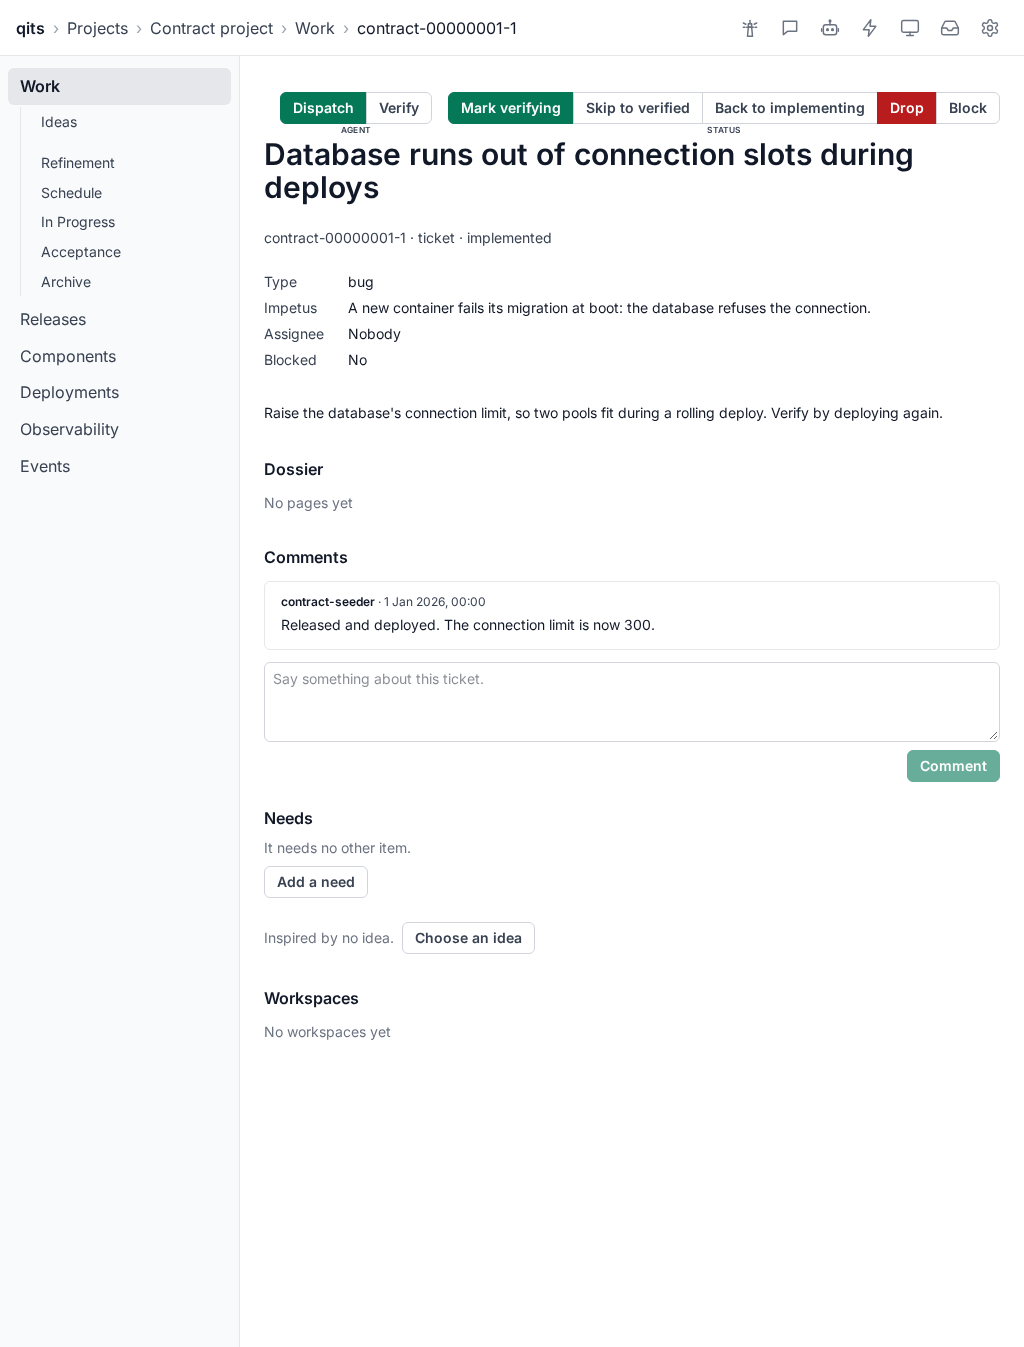 qits › Projects › Contract project › Work › contract-00000001-1
Work
Ideas
Refinement
Schedule
In Progress
Acceptance
Archive
Releases
Components
Deployments
Observability
Events
Dispatch Verify Mark verifying Skip to verified Back to implementing Drop Block
AGENT STATUS
Database runs out of connection slots during
deploys
contract-00000001-1 · ticket · implemented
Type bug
Impetus A new container fails its migration at boot: the database refuses the connection.
Assignee Nobody
Blocked No
Raise the database's connection limit, so two pools fit during a rolling deploy. Verify by deploying again.
Dossier
No pages yet
Comments
contract-seeder · 1 Jan 2026, 00:00
Released and deployed. The connection limit is now 300.
Say something about this ticket.
Comment
Needs
It needs no other item.
Add a need
Inspired by no idea. Choose an idea
Workspaces
No workspaces yet